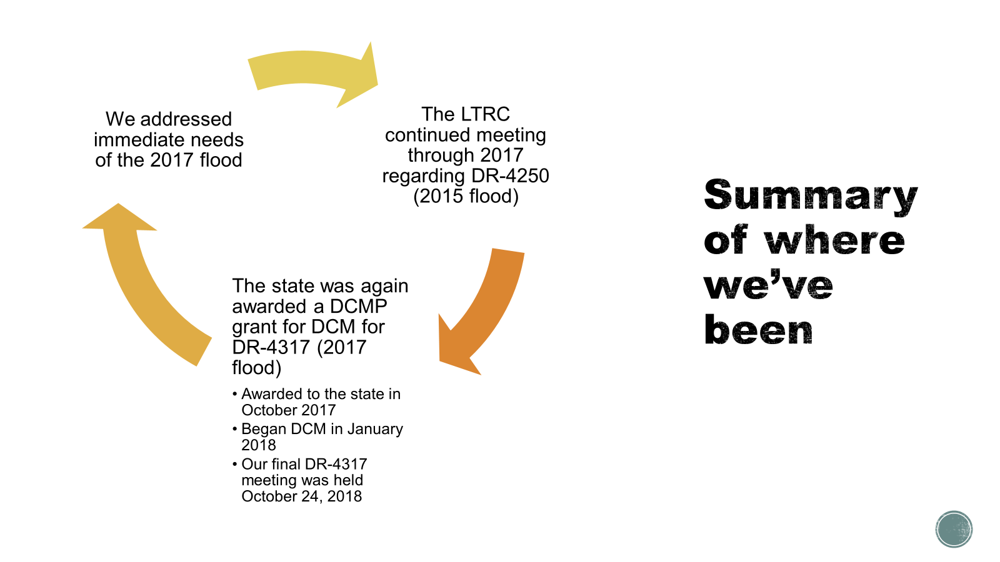 We addressed
immediate needs
of the 2017 flood
The LTRC
continued meeting
through 2017
regarding DR-4250
(2015 flood)
The state was again
awarded a DCMP
grant for DCM for
DR-4317 (2017
flood)
• Awarded to the state in
October 2017
• Began DCM in January
2018
• Our final DR-4317
meeting was held
October 24, 2018
Summary
of where
we’ve
been